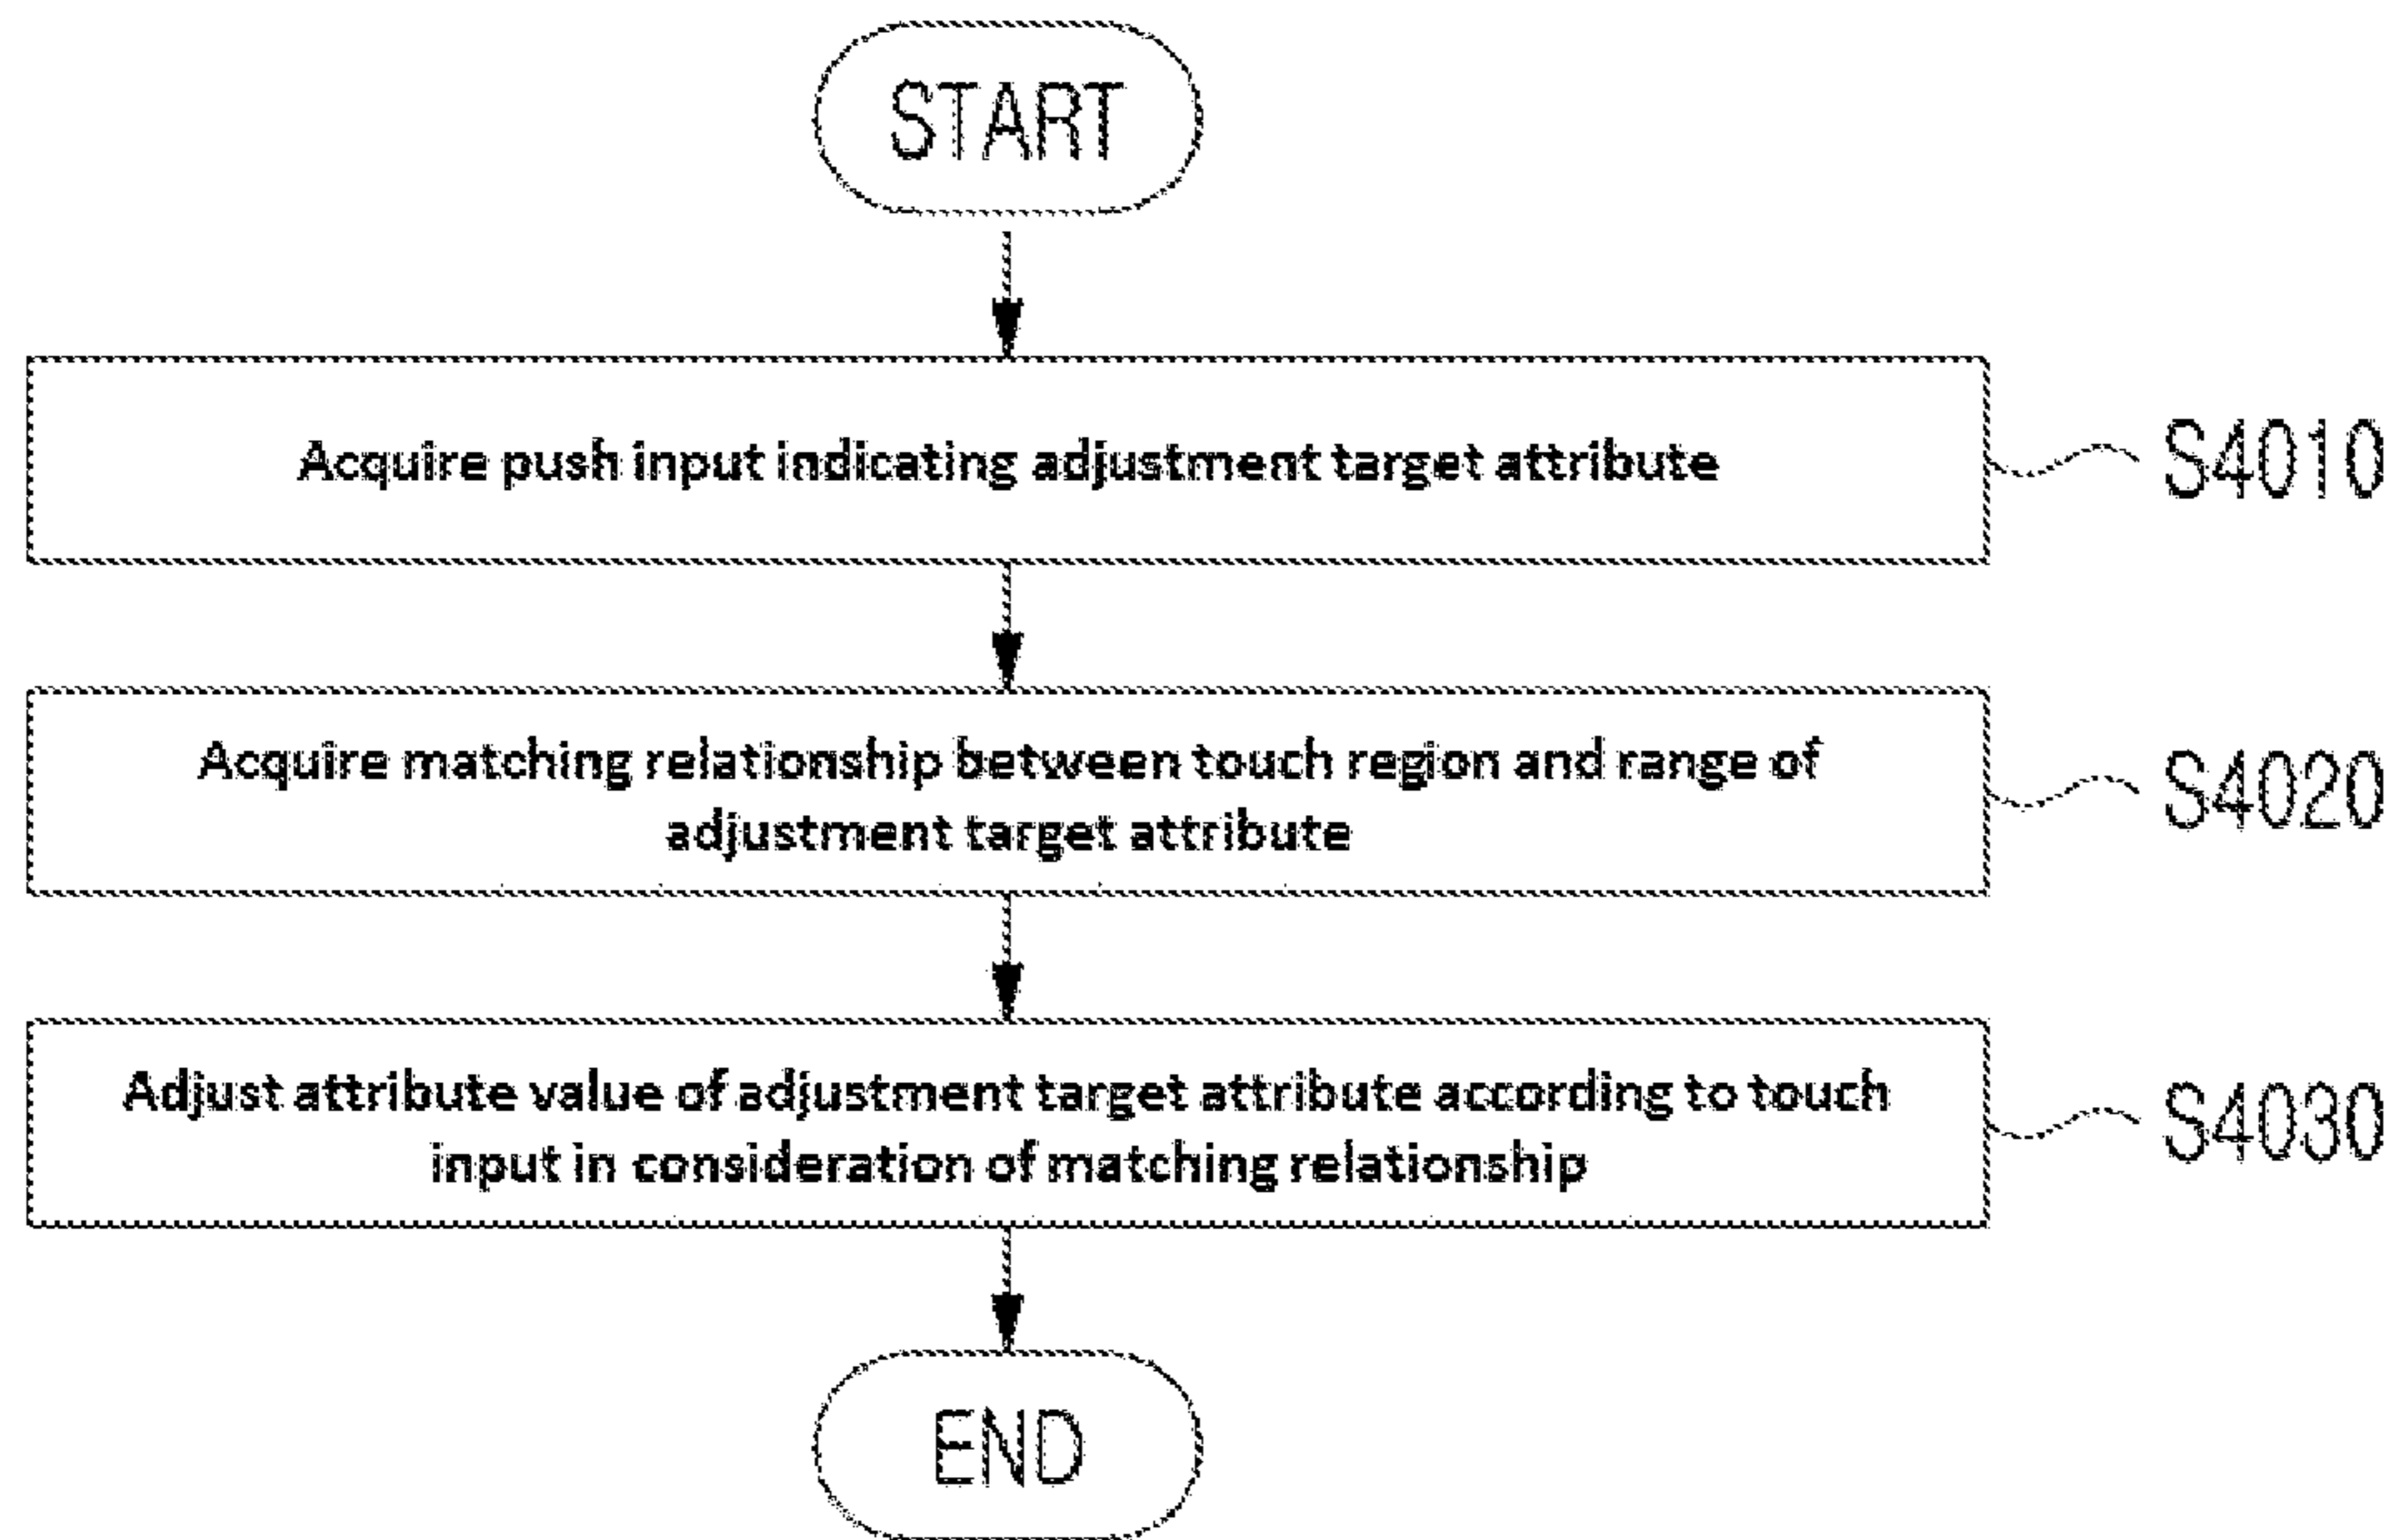 START
Acquire push input indicating adjustment target attribute
S4010
Acquire matching relationship between touch region and range of
adjustment target attribute
S4020
Adjust attribute value of adjustment target attribute according to touch
input in consideration of matching relationship
S4030
END